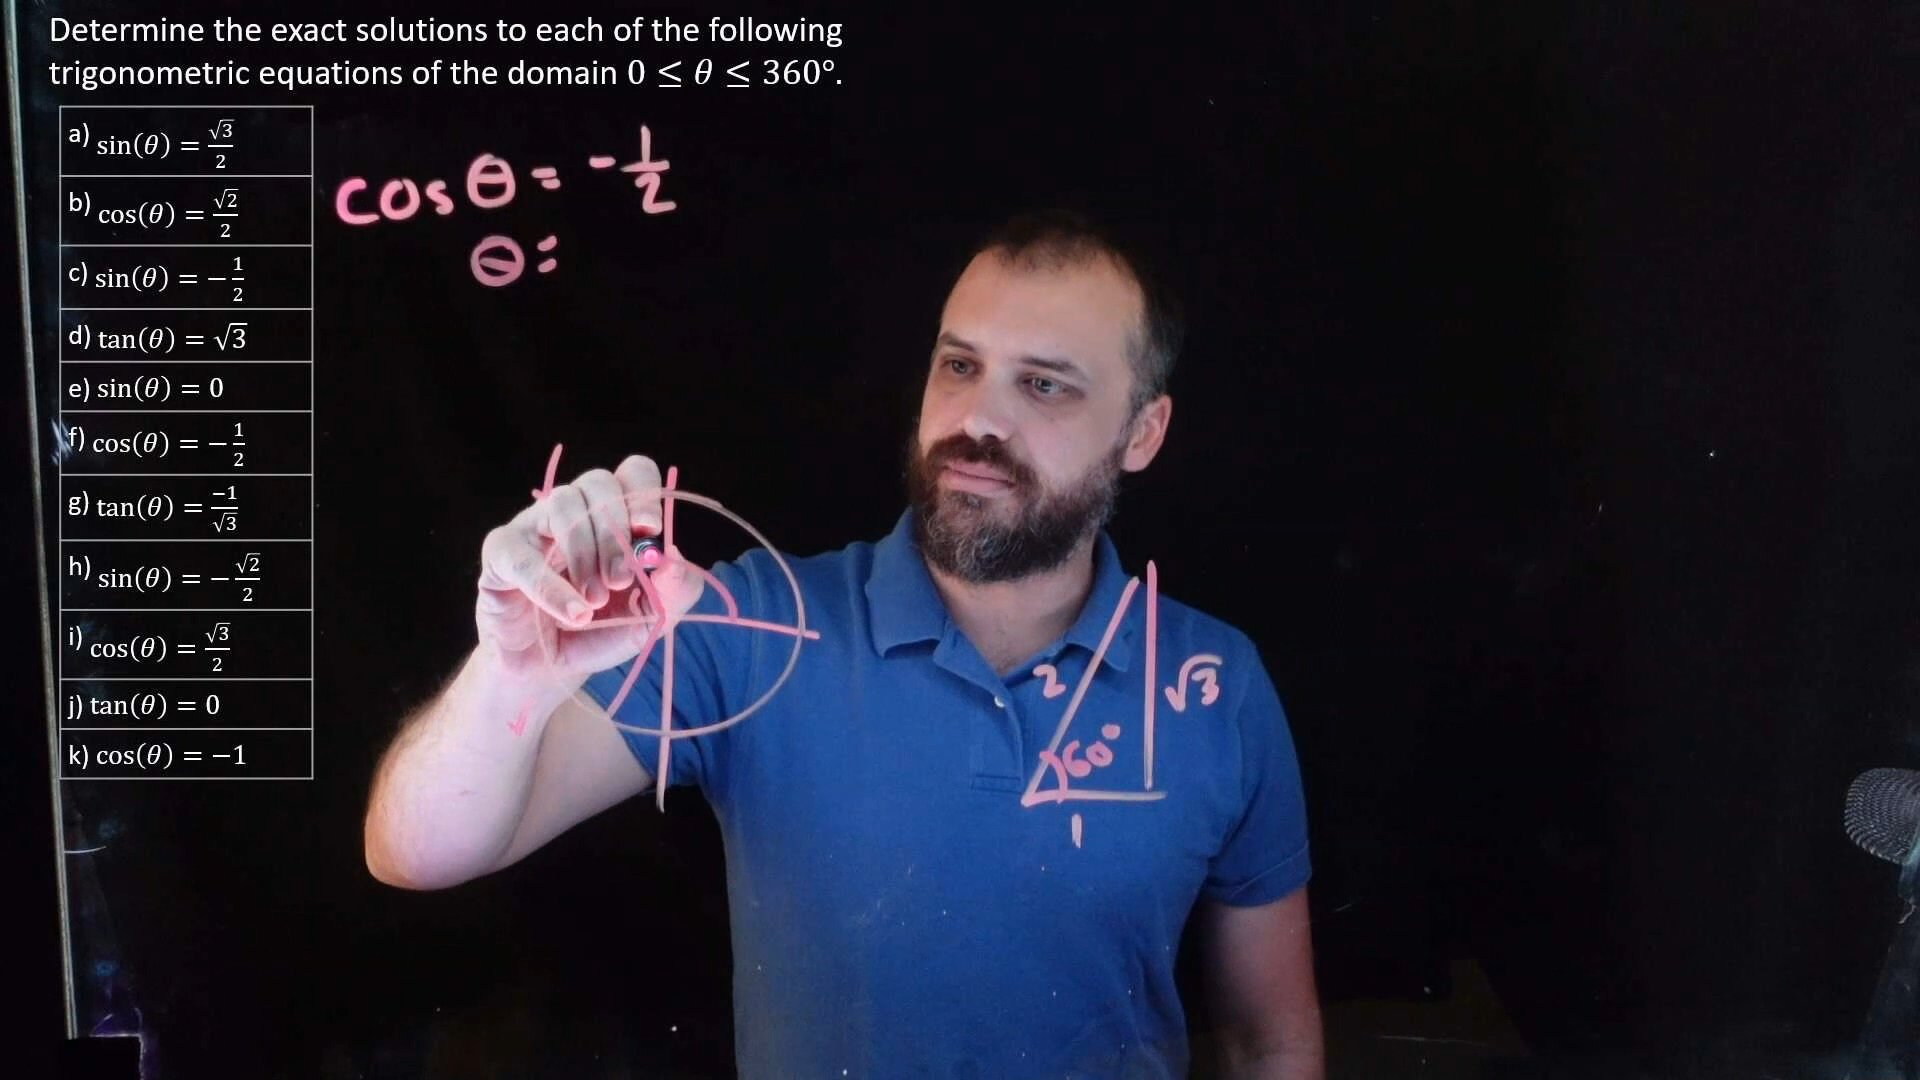 Determine the exact solutions to each of the following
trigonometric equations of the domain 0 ≤ θ ≤ 360°.
a) sin(θ) = √3/2
b) cos(θ) = √2/2
c) sin(θ) = −1/2
d) tan(θ) = √3
e) sin(θ) = 0
f) cos(θ) = −1/2
g) tan(θ) = −1/√3
h) sin(θ) = −√2/2
i) cos(θ) = √3/2
j) tan(θ) = 0
k) cos(θ) = −1
cos θ = -1/2
θ =
2
√3
60°
1